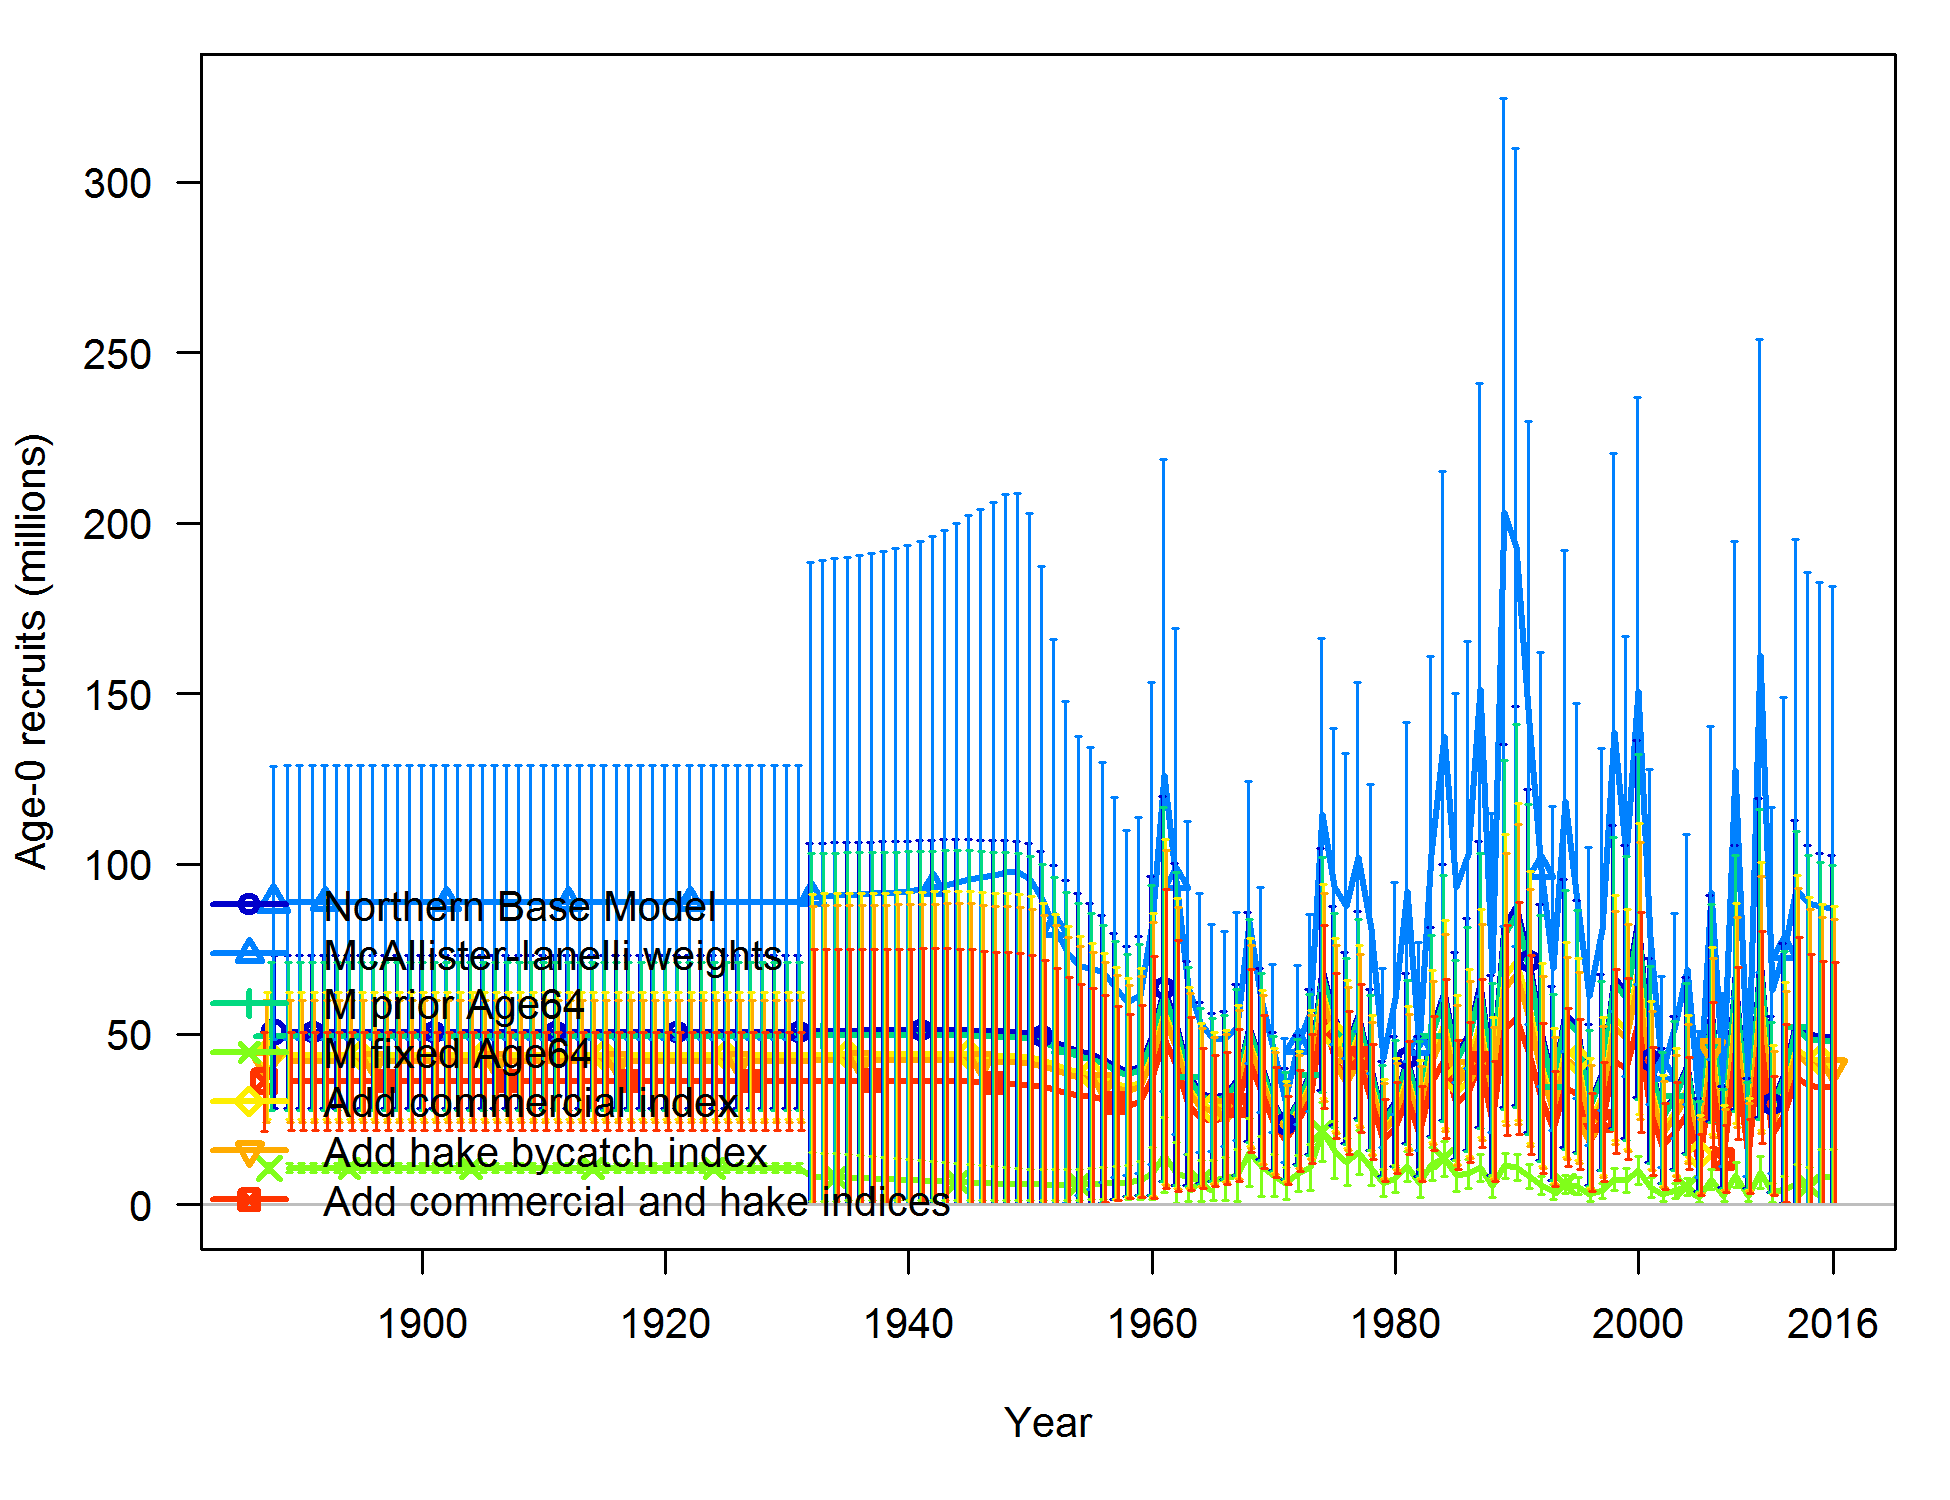 Age-0 recruits (millions)
300
250
200
150
100
50
0
Northern Base Model
McAllister-Ianelli weights
M prior Age64
M fixed Age64
Add commercial index
Add hake bycatch index
Add commercial and hake indices
1900 1920 1940 1960 1980 2000 2016
Year